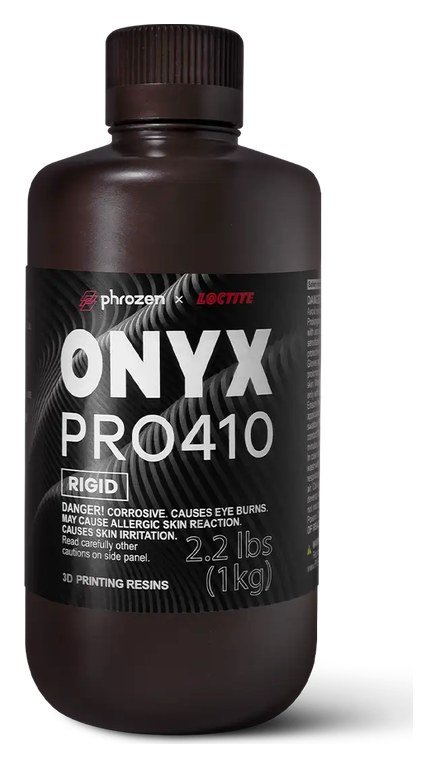 phrozen x LOCTITE
ONYX
PRO410
RIGID
DANGER! CORROSIVE. CAUSES EYE BURNS.
MAY CAUSE ALLERGIC SKIN REACTION.
CAUSES SKIN IRRITATION.
Read carefully other
cautions on side panel.
2.2 lbs
(1kg)
3D PRINTING RESINS